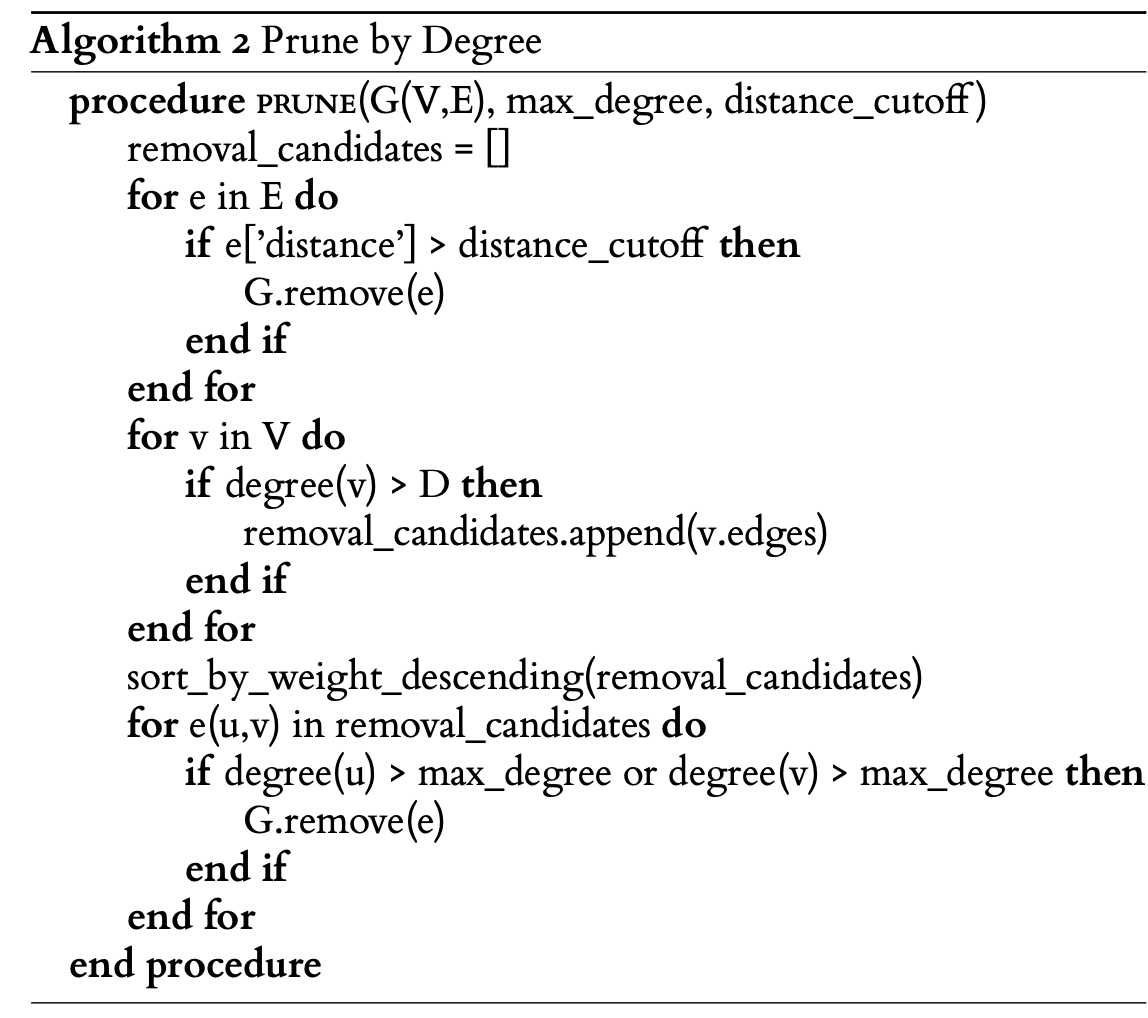 Algorithm 2 Prune by Degree
procedure PRUNE(G(V,E), max_degree, distance_cutoff)
removal_candidates = []
for e in E do
if e['distance’] > distance_cutoff then
G.remove(e)
end if
end for
for v in V do
if degree(v) > D then
removal_candidates.append(v.edges)
end if
end for
sort_by_weight_descending(removal_candidates)
for e(u,v) in removal_candidates do
if degree(u) > max_degree or degree(v) > max_degree then
G.remove(e)
end if
end for
end procedure